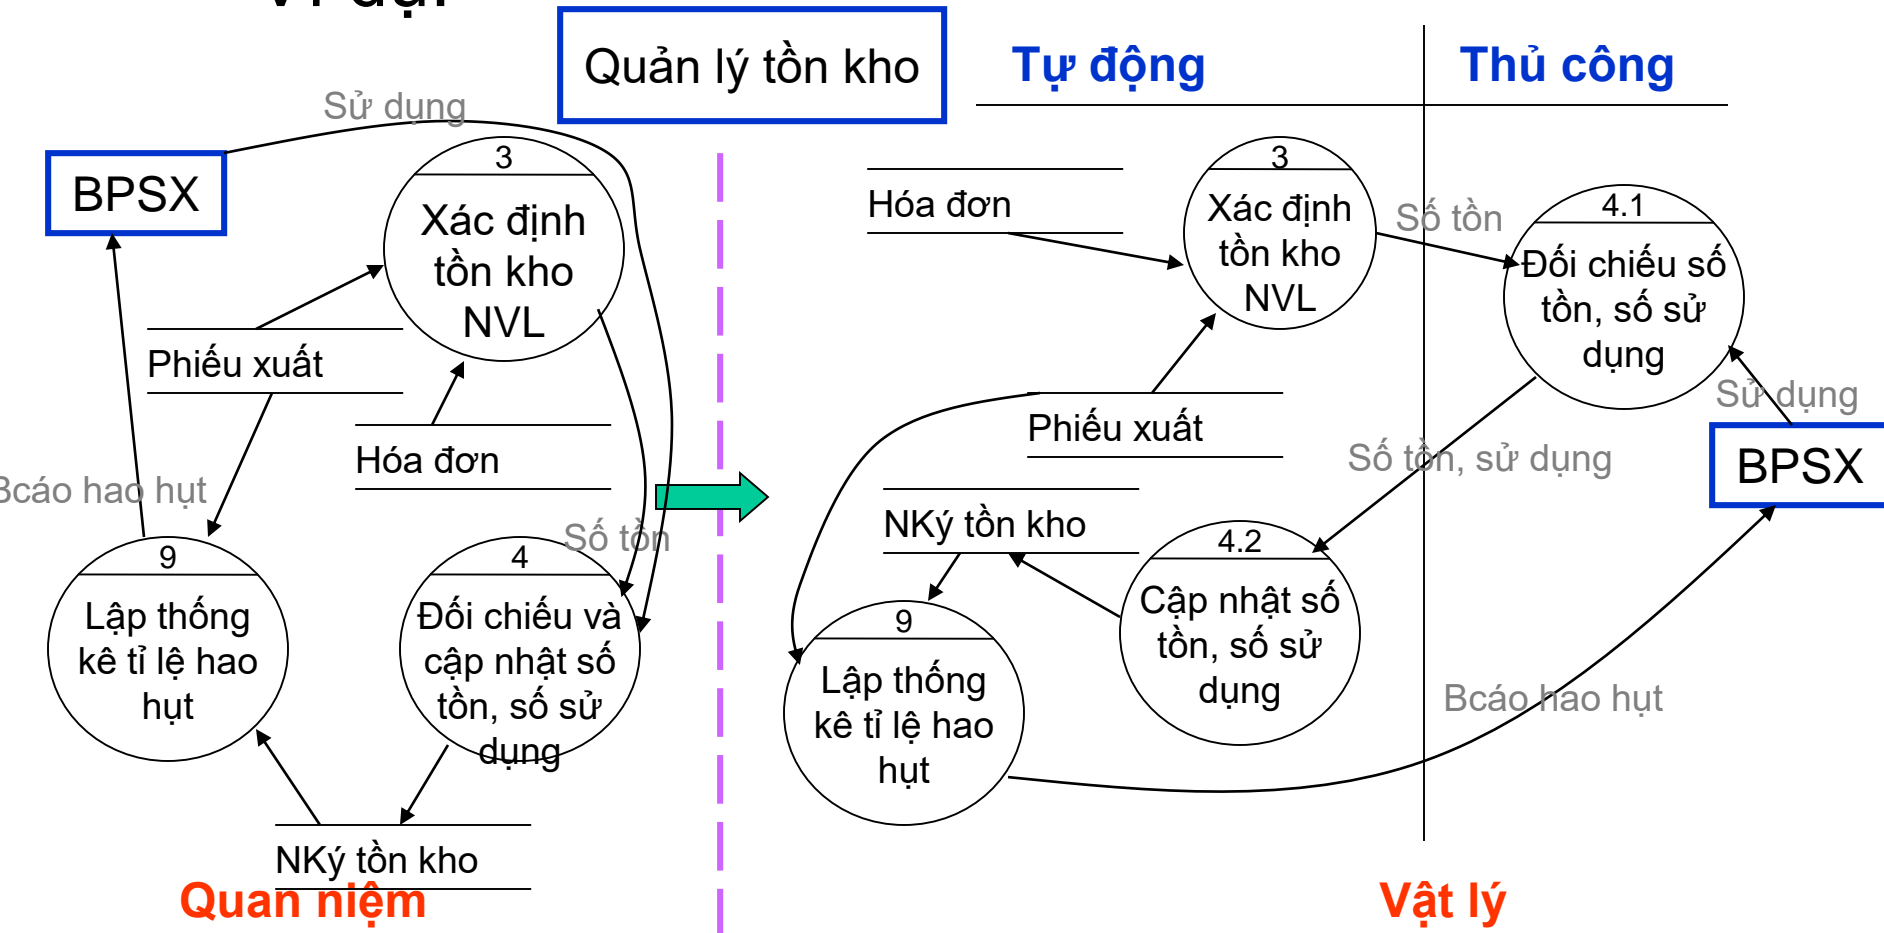 Ví dụ:
Quản lý tồn kho
Tự động
Thủ công
Sử dụng
BPSX
3
Xác định
tồn kho
NVL
Phiếu xuất
Hóa đơn
Bcáo hao hụt
Số tồn
9
Lập thống
kê tỉ lệ hao
hụt
4
Đối chiếu và
cập nhật số
tồn, số sử
dụng
NKý tồn kho
Quan niệm
Hóa đơn
3
Xác định
tồn kho
NVL
Số tồn
4.1
Đối chiếu số
tồn, số sử
dụng
Sử dụng
BPSX
Phiếu xuất
Số tồn, sử dụng
NKý tồn kho
4.2
Cập nhật số
tồn, số sử
dụng
9
Lập thống
kê tỉ lệ hao
hụt
Bcáo hao hụt
Vật lý